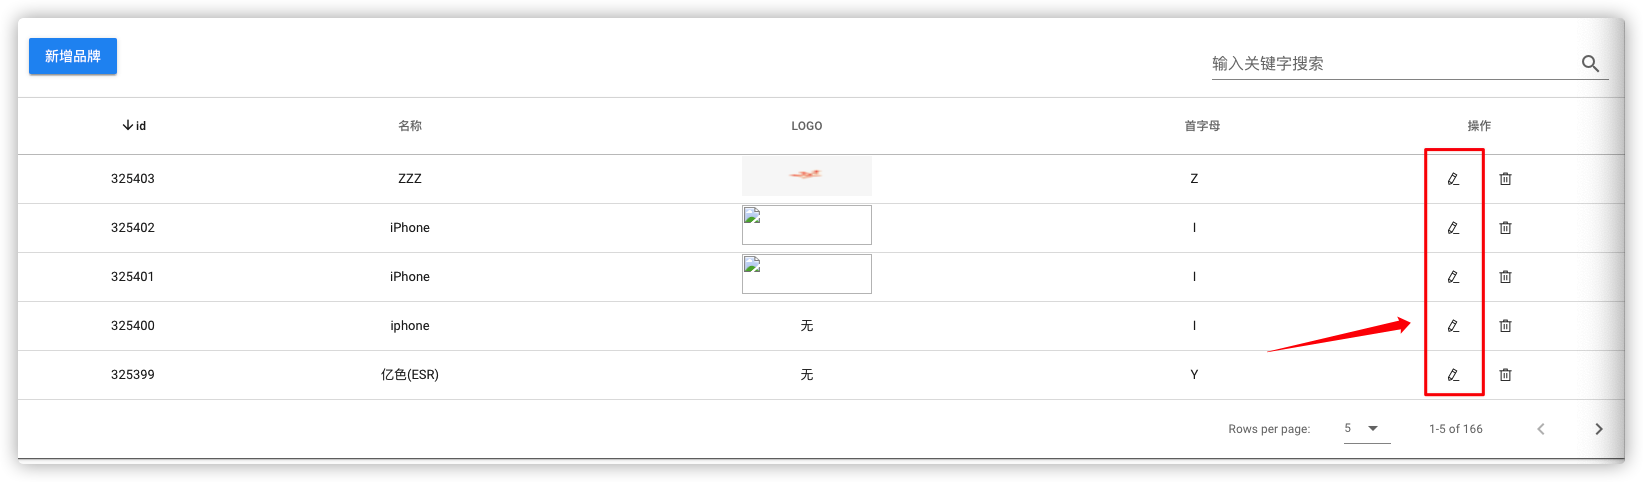 新增品牌
输入关键字搜索
id 名称 LOGO 首字母 操作
325403 ZZZ Z
325402 iPhone I
325401 iPhone I
325400 iphone 无 I
325399 亿色(ESR) 无 Y
Rows per page: 5 1-5 of 166